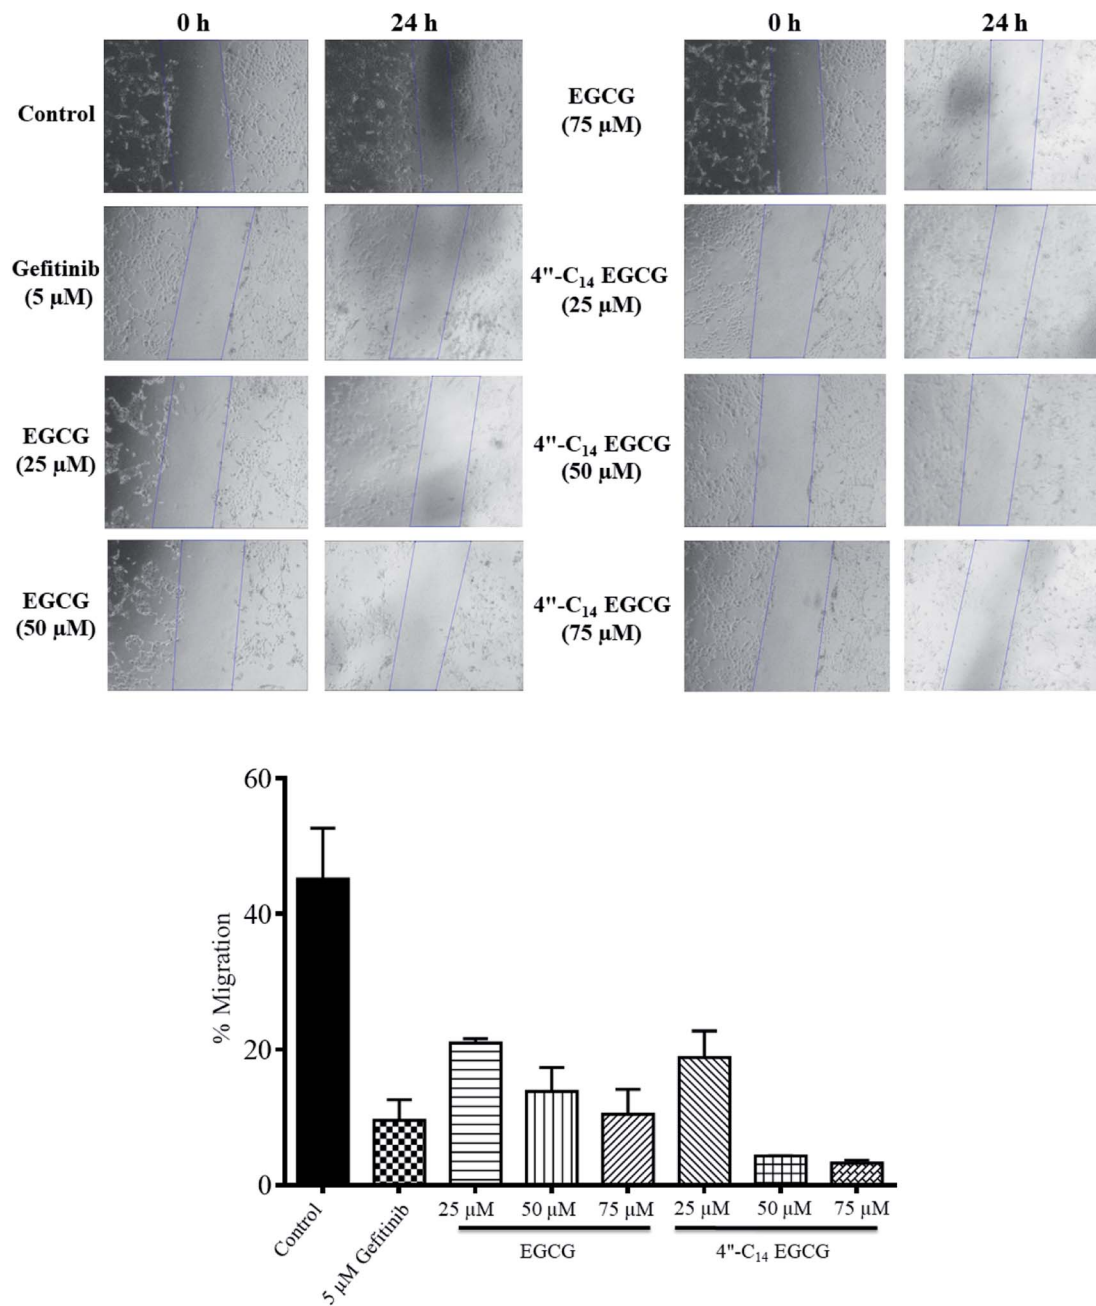 0 h 24 h 0 h 24 h
Control
EGCG
(75 µM)
Gefitinib
(5 µM)
4"-C₁₄ EGCG
(25 µM)
EGCG
(25 µM)
4"-C₁₄ EGCG
(50 µM)
EGCG
(50 µM)
4"-C₁₄ EGCG
(75 µM)
% Migration
60
40
20
0
Control
5 µM Gefitinib
25 µM 50 µM 75 µM 25 µM 50 µM 75 µM
EGCG 4"-C₁₄ EGCG